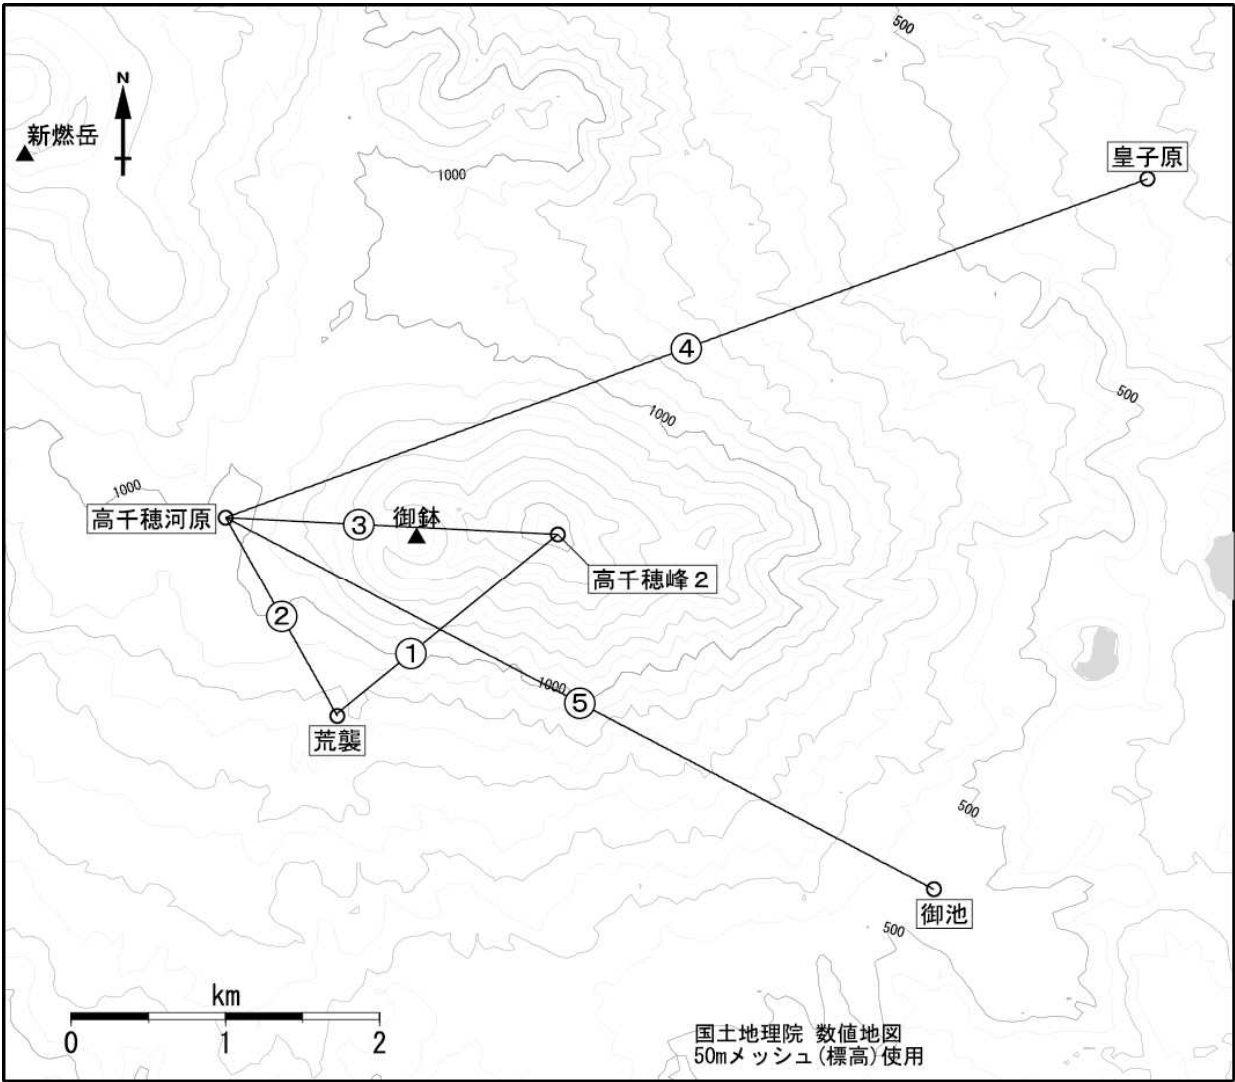 500
N
新燃岳
皇子原
1000
④
500
1000
1000
高千穂河原
③
御鉢
高千穂峰2
②
①
1000
⑤
荒襲
500
御池
500
km
0 1 2
国土地理院 数値地図
50mメッシュ(標高)使用